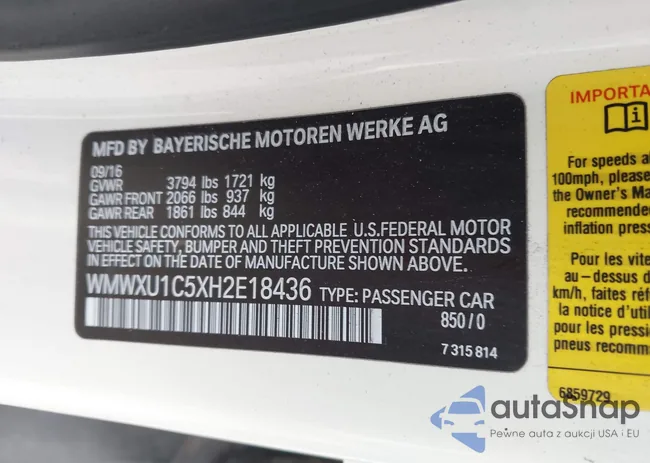 MFD BY BAYERISCHE MOTOREN WERKE AG
09/16
GVWR 3794 lbs 1721 kg
GAWR FRONT 2066 lbs 937 kg
GAWR REAR 1861 lbs 844 kg
THIS VEHICLE CONFORMS TO ALL APPLICABLE U.S.FEDERAL MOTOR
VEHICLE SAFETY, BUMPER AND THEFT PREVENTION STANDARDS
IN EFFECT ON THE DATE OF MANUFACTURE SHOWN ABOVE.
WMWXU1C5XH2E18436 TYPE: PASSENGER CAR
850/0
7 315 814
IMPORTA
For speeds a
100mph, please
the Owner's Ma
recommended
inflation press
Pour les vite
au-dessus d
km/h, faites
pour les pressi
pneus recomm
6859729
autoSnap
Pewne auta z aukcji USA i EU